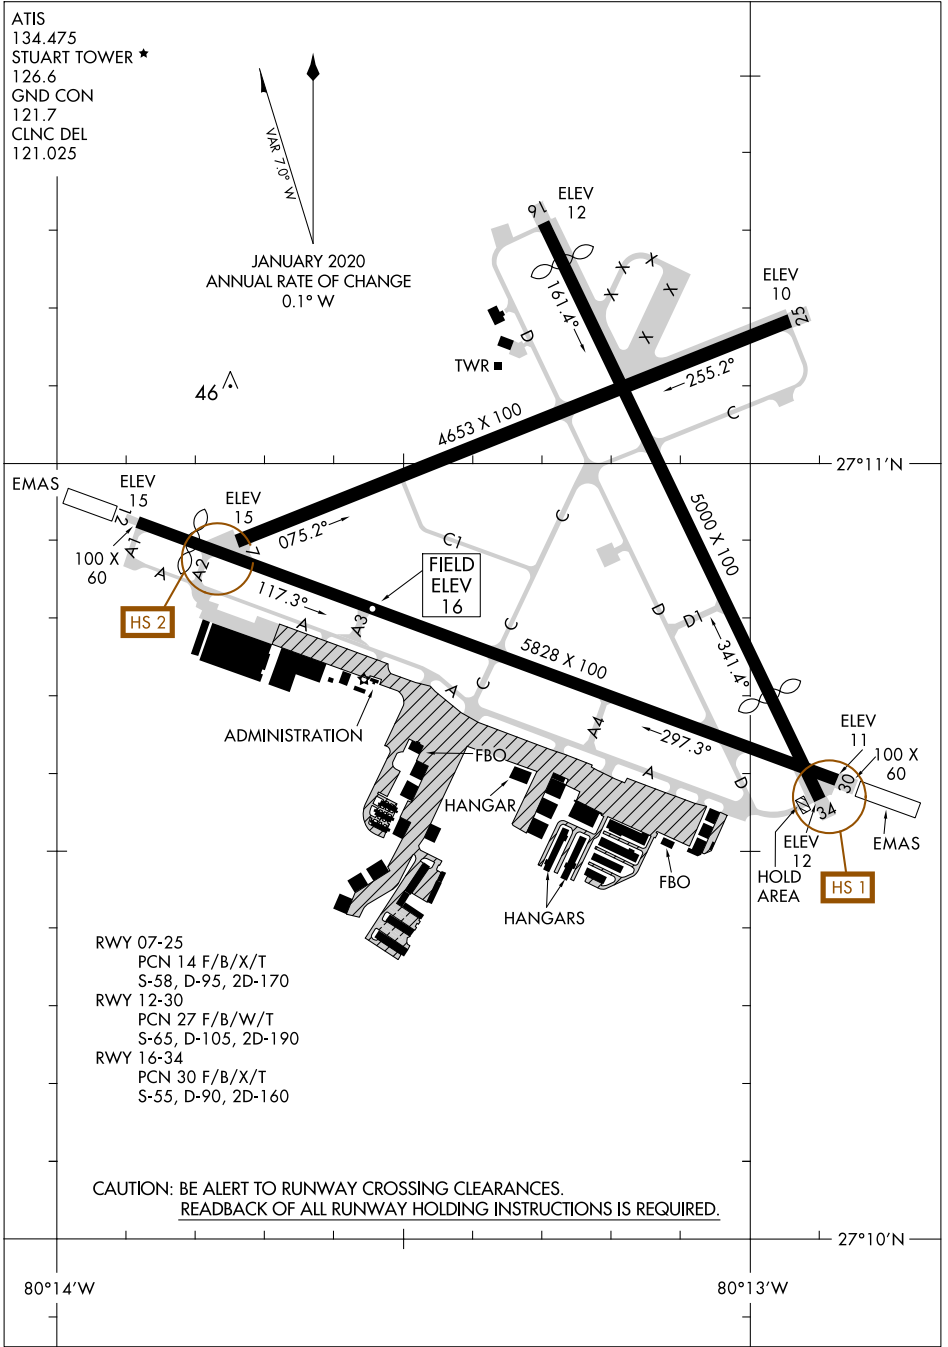 ATIS
134.475
STUART TOWER ★
126.6
GND CON
121.7
CLNC DEL
121.025
VAR 7.0° W
JANUARY 2020
ANNUAL RATE OF CHANGE
0.1° W
16
ELEV
12
161.4°
X X X X X
ELEV
10
25
D
TWR
46
255.2°
C
4653 X 100
27°11'N
EMAS
ELEV
15
12
ELEV
15
7
075.2°
5000 X 100
C
C1
A1
100 X
60
A
A2
117.3°
FIELD
ELEV
16
HS 2
A
A3
C
5828 X 100
D
D1
341.4°
A
C
A4
297.3°
ADMINISTRATION
FBO
HANGAR
A
D
ELEV
11
30
100 X
60
34
ELEV
12
HOLD
AREA
EMAS
HS 1
FBO
HANGARS
RWY 07-25
PCN 14 F/B/X/T
S-58, D-95, 2D-170
RWY 12-30
PCN 27 F/B/W/T
S-65, D-105, 2D-190
RWY 16-34
PCN 30 F/B/X/T
S-55, D-90, 2D-160
CAUTION: BE ALERT TO RUNWAY CROSSING CLEARANCES.
READBACK OF ALL RUNWAY HOLDING INSTRUCTIONS IS REQUIRED.
27°10'N
80°14'W
80°13'W